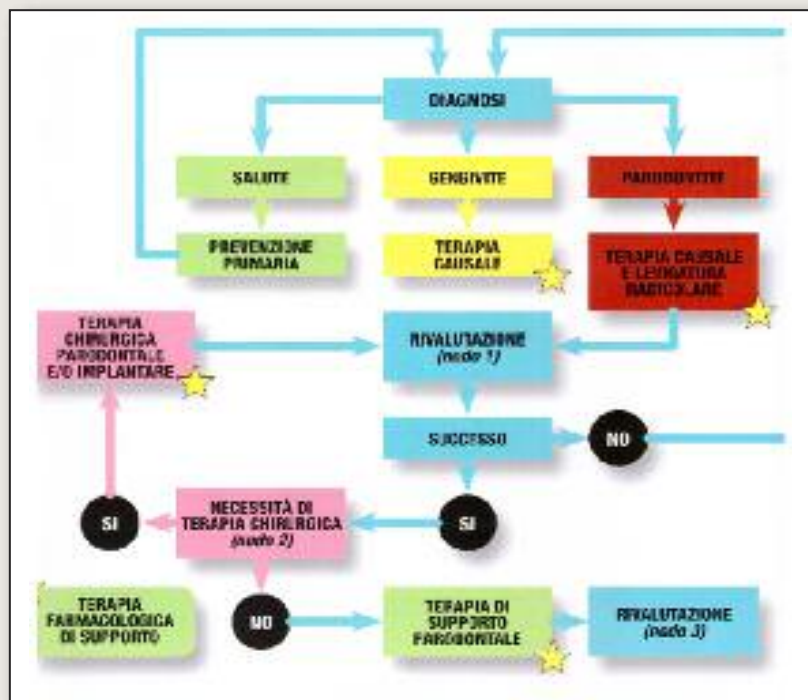 DIAGNOSI
SALUTE
GENGIVITE
PARODOVITTE
PREVENZIONE
PRIMARIA
TERAPIA
CAUSALE
TERAPIA CAUSALE
E LEVIGATURA
RADICOLARE
TERAPIA
CHIRURGICA
PARODONTALE
E/O IMPLANTARE
RIVALUTAZIONE
(nodo 1)
SUCCESSO
NO
SI
NECESSITÀ DI
TERAPIA CHIRURGICA
(nodo 2)
SI
TERAPIA
FARMACOLOGICA
DI SUPPORTO
NO
TERAPIA DI
SUPPORTO
PARODONTALE
RIVALUTAZIONE
(nodo 3)